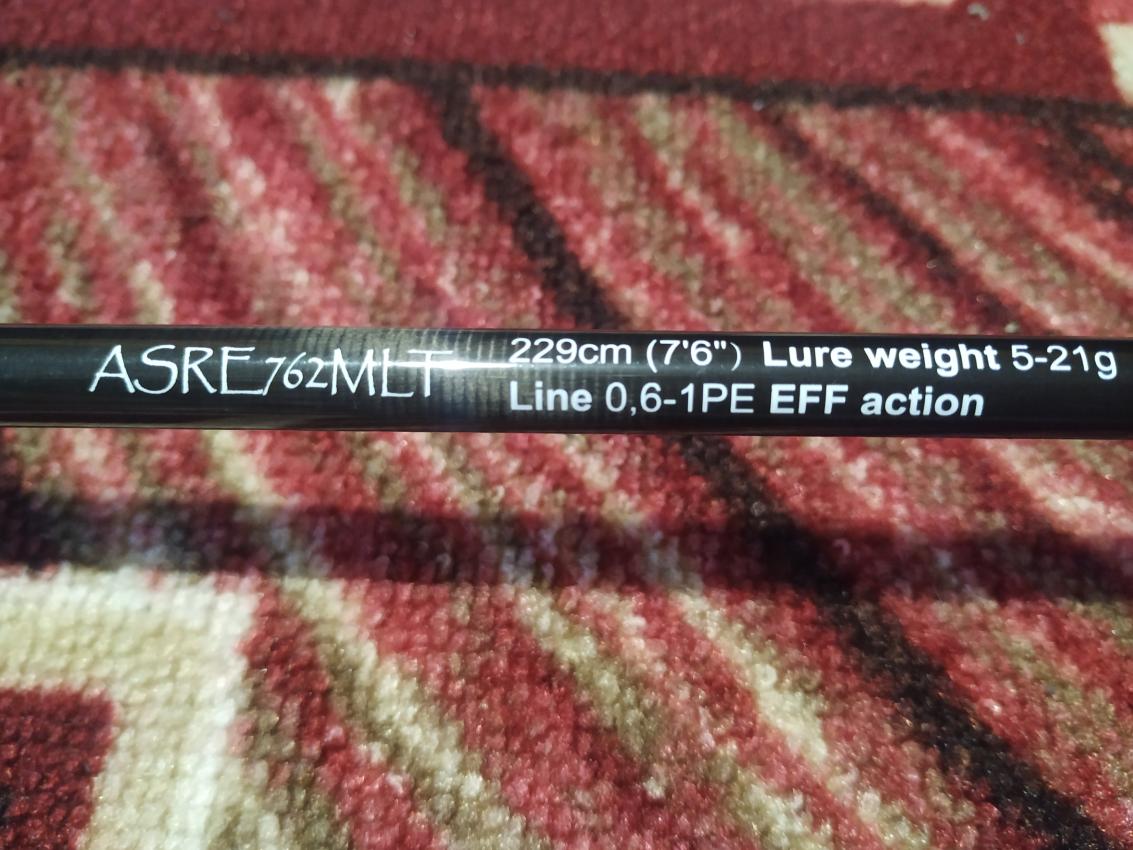 ASRE762MLT
229cm (7'6") Lure weight 5-21g
Line 0,6-1PE EFF action